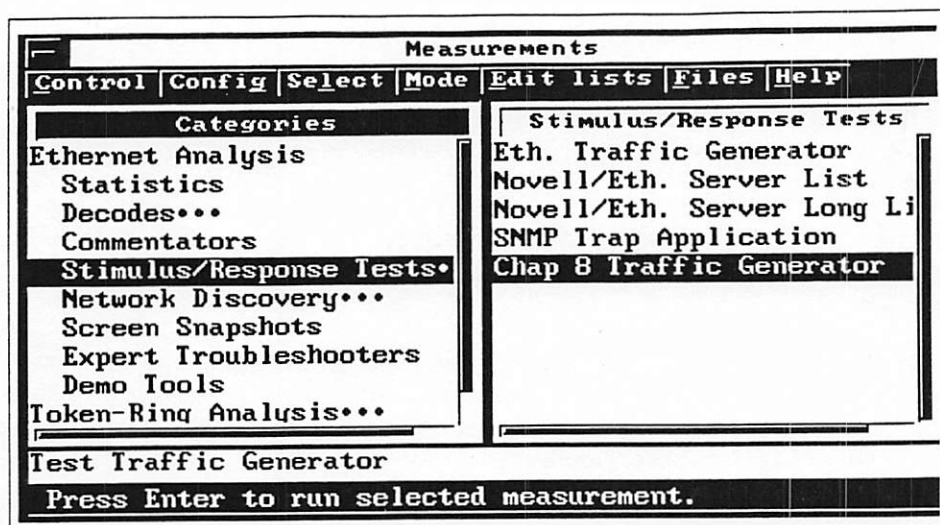 Measurements
Control Config Select Mode Edit lists Files Help
Categories
Ethernet Analysis
Statistics
Decodes•••
Commentators
Stimulus/Response Tests•
Network Discovery•••
Screen Snapshots
Expert Troubleshooters
Demo Tools
Token-Ring Analysis•••
Stimulus/Response Tests
Eth. Traffic Generator
Novell/Eth. Server List
Novell/Eth. Server Long Li
SNMP Trap Application
Chap 8 Traffic Generator
Test Traffic Generator
Press Enter to run selected measurement.